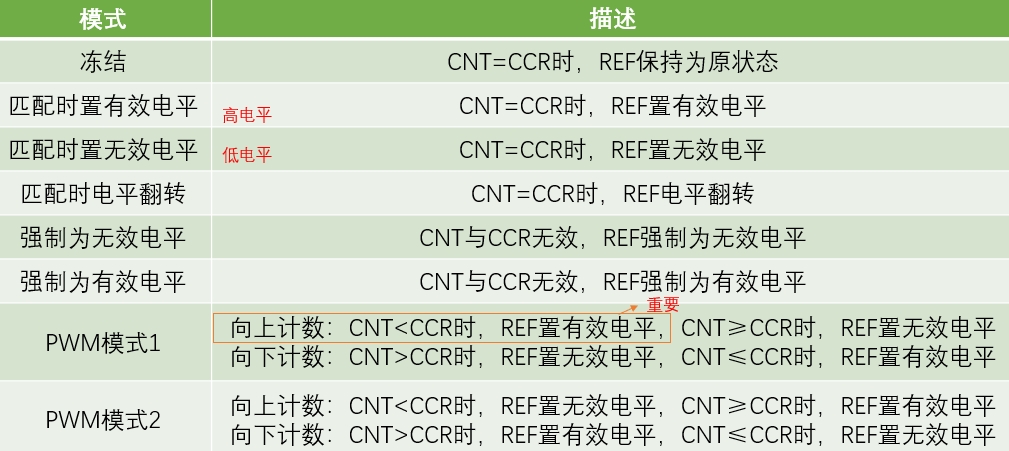 模式 描述
冻结 CNT=CCR时，REF保持为原状态
匹配时置有效电平 高电平 CNT=CCR时，REF置有效电平
匹配时置无效电平 低电平 CNT=CCR时，REF置无效电平
匹配时电平翻转 CNT=CCR时，REF电平翻转
强制为无效电平 CNT与CCR无效，REF强制为无效电平
强制为有效电平 CNT与CCR无效，REF强制为有效电平
重要
PWM模式1
向上计数：CNT<CCR时，REF置有效电平，CNT≥CCR时，REF置无效电平
向下计数：CNT>CCR时，REF置无效电平，CNT≤CCR时，REF置有效电平
PWM模式2
向上计数：CNT<CCR时，REF置无效电平，CNT≥CCR时，REF置有效电平
向下计数：CNT>CCR时，REF置有效电平，CNT≤CCR时，REF置无效电平